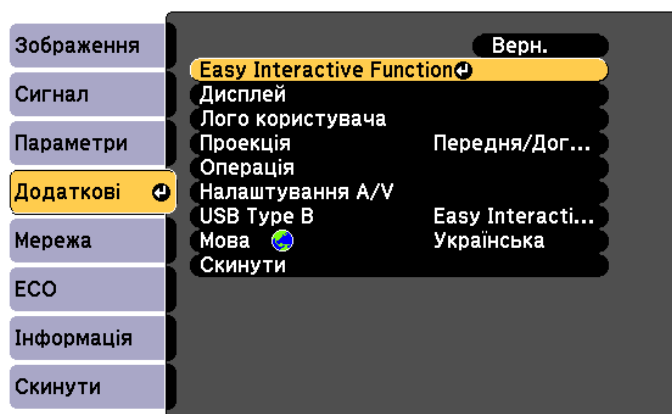 Зображення
Сигнал
Параметри
Додаткові
Мережа
ECO
Інформація
Скинути
Верн.
Easy Interactive Function
Дисплей
Лого користувача
Проекція Передня/Дог...
Операція
Налаштування A/V
USB Type B Easy Interacti...
Мова Українська
Скинути